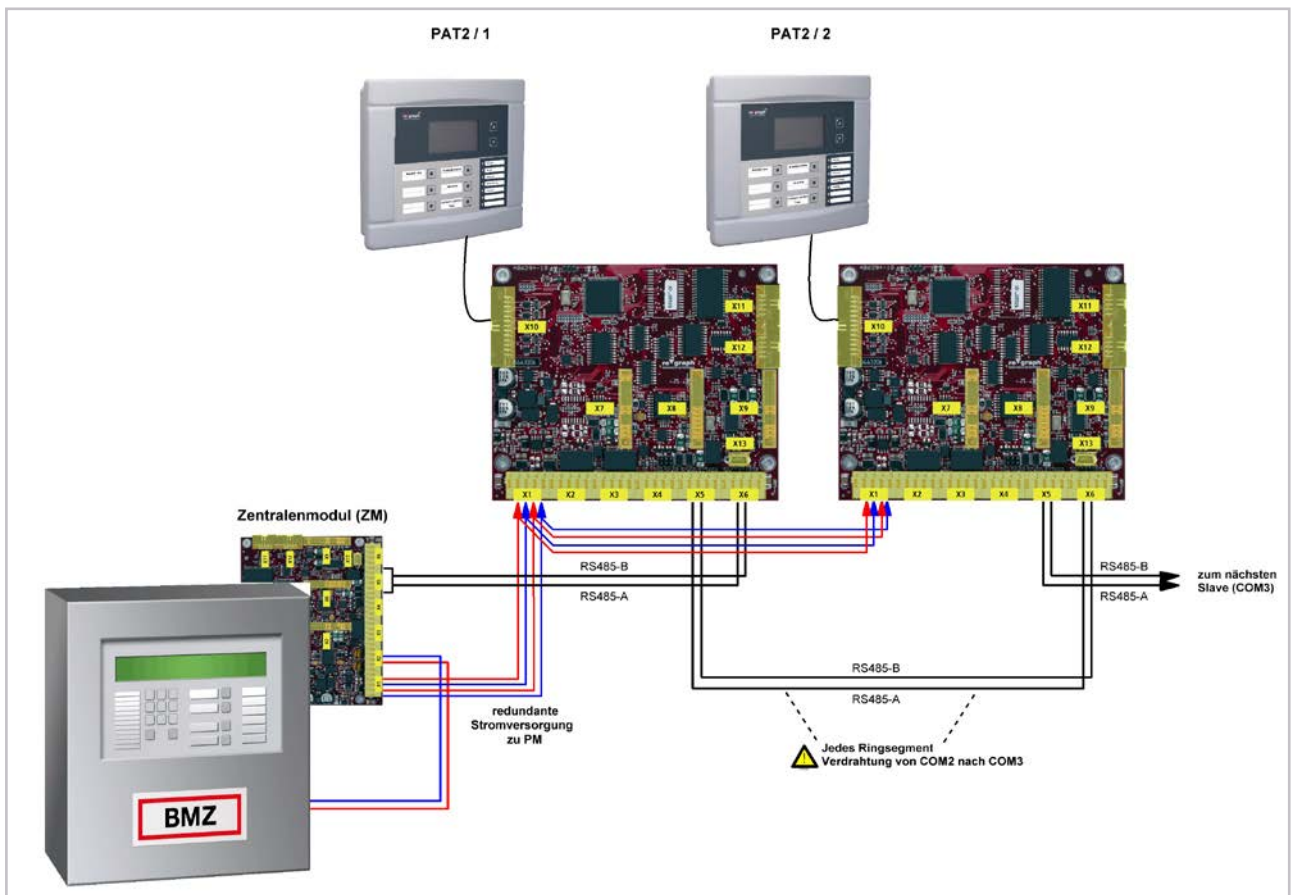 PAT2 / 1
PAT2 / 2
X10
X11
X12
X7
X8
X9
X13
X1
X2
X3
X4
X5
X6
X10
X11
X12
X7
X8
X9
X13
X1
X2
X3
X4
X5
X6
Zentralenmodul (ZM)
RS485-B
RS485-A
RS485-B
RS485-A
zum nächsten
Slave (COM3)
RS485-B
RS485-A
redundante
Stromversorgung
zu PM
Jedes Ringsegment
Verdrahtung von COM2 nach COM3
BMZ